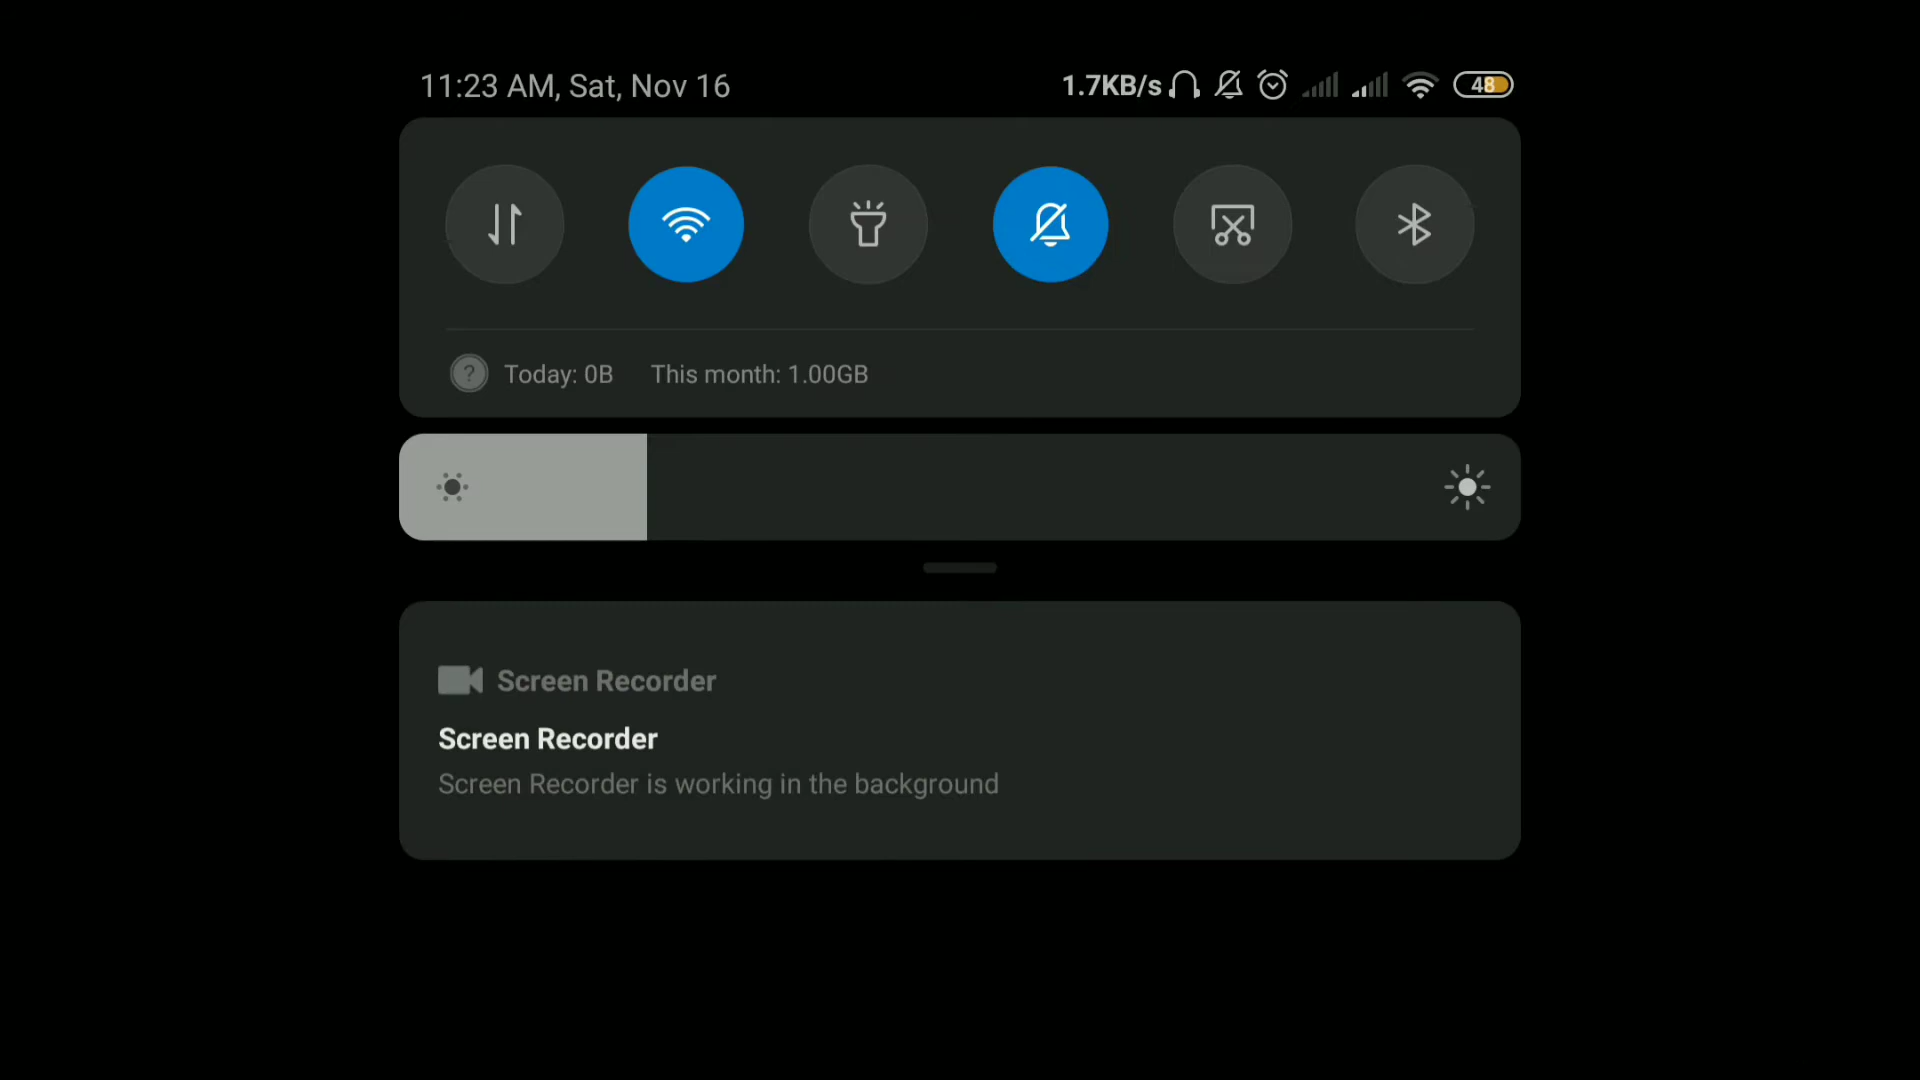 11:23 AM, Sat, Nov 16
1.7KB/s 48
? Today: 0B This month: 1.00GB
Screen Recorder
Screen Recorder
Screen Recorder is working in the background